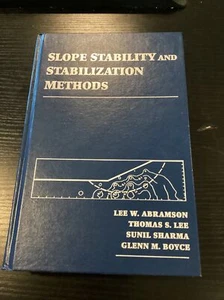 SLOPE STABILITY AND
STABILIZATION
METHODS
LEE W. ABRAMSON
THOMAS S. LEE
SUNIL SHARMA
GLENN M. BOYCE